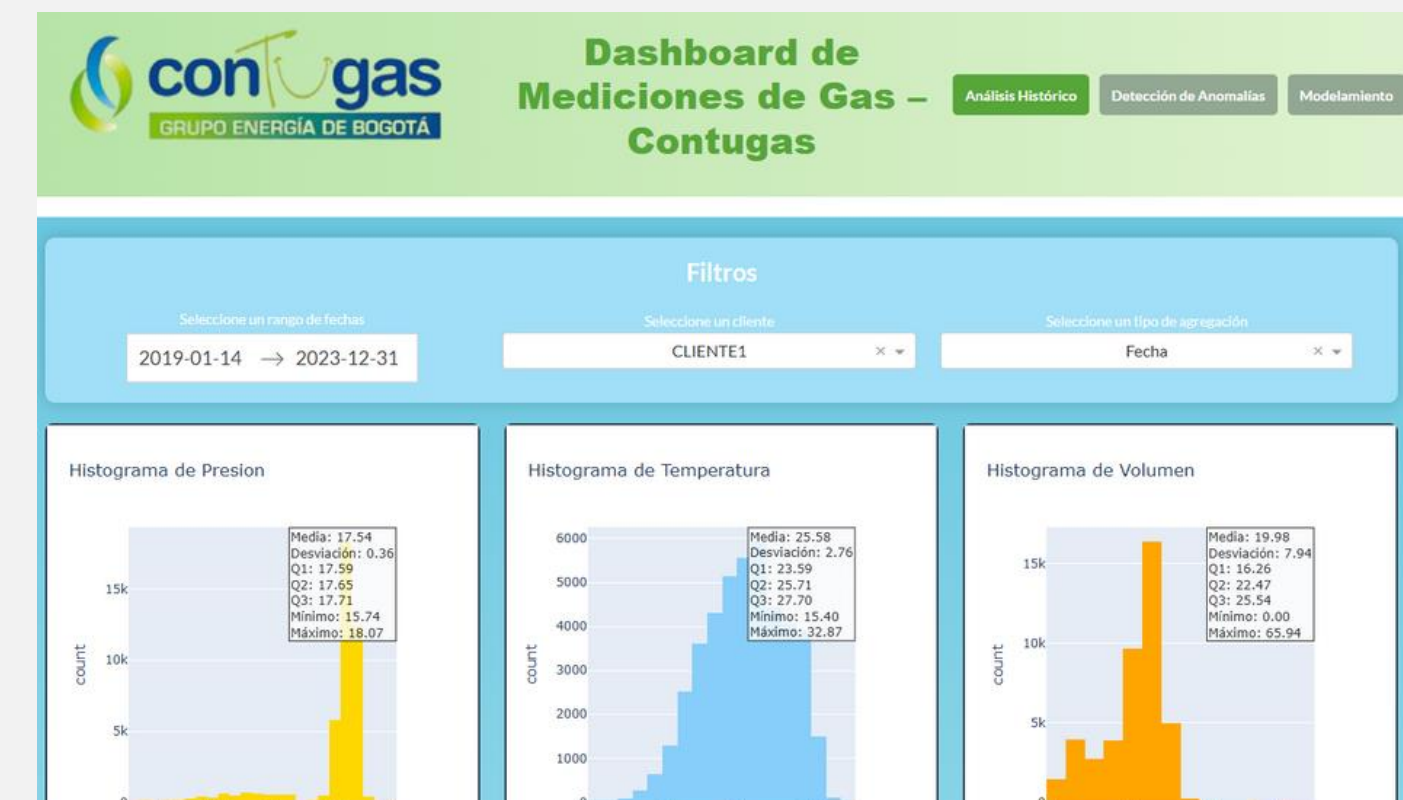 conTugas
GRUPO ENERGÍA DE BOGOTÁ
Dashboard de
Mediciones de Gas –
Contugas
Análisis Histórico
Detección de Anomalías
Modelamiento
Filtros
Seleccione un rango de fechas
2019-01-14 → 2023-12-31
Seleccione un cliente
CLIENTE1 ×
Seleccione un tipo de agregación
Fecha ×
Histograma de Presion
Media: 17.54
Desviación: 0.36
Q1: 17.59
Q2: 17.65
Q3: 17.71
Mínimo: 15.74
Máximo: 18.07
15k
10k
5k
0
count
Histograma de Temperatura
Media: 25.58
Desviación: 2.76
Q1: 23.59
Q2: 25.71
Q3: 27.70
Mínimo: 15.40
Máximo: 32.87
6000
5000
4000
3000
2000
1000
0
count
Histograma de Volumen
Media: 19.98
Desviación: 7.94
Q1: 16.26
Q2: 22.47
Q3: 25.54
Mínimo: 0.00
Máximo: 65.94
15k
10k
5k
0
count